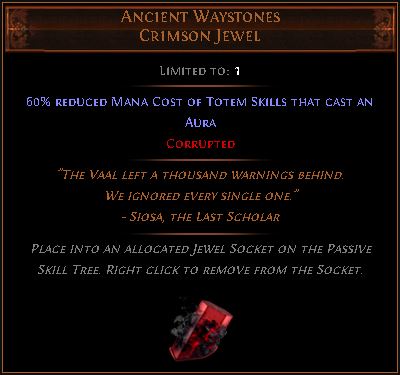 Ancient Waystones
Crimson Jewel
Limited to: 1
60% reduced Mana Cost of Totem Skills that cast an
Aura
Corrupted
"The Vaal left a thousand warnings behind.
We ignored every single one."
- Siosa, the Last Scholar
Place into an allocated Jewel Socket on the Passive
Skill Tree. Right click to remove from the Socket.